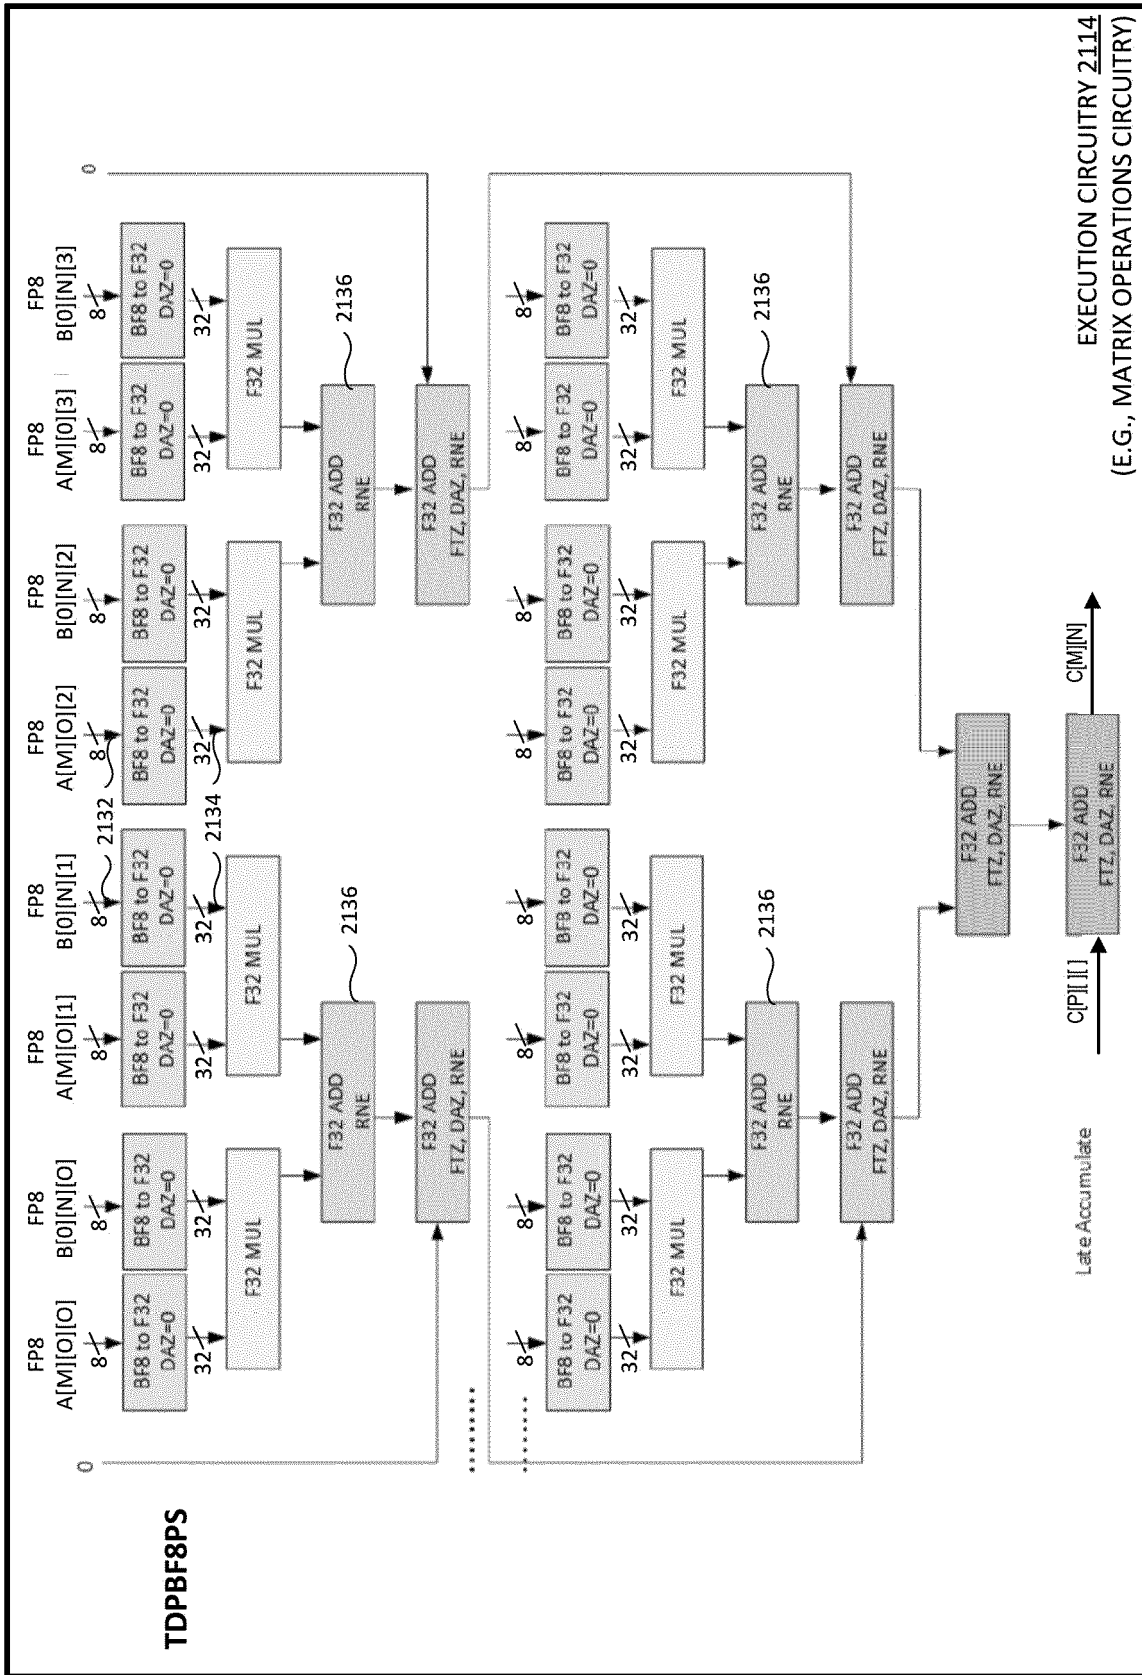 FP8 FP8 FP8 FP8 FP8 FP8 FP8 FP8
A[M][O][O] B[0][N][O] A[M][O][1] B[0][N][1] A[M][O][2] B[0][N][2] A[M][0][3] B[0][N][3]
0 8 8 8 8 2132 8 8 8 8 0
BF8 to F32 BF8 to F32 BF8 to F32 BF8 to F32 BF8 to F32 BF8 to F32 BF8 to F32 BF8 to F32
DAZ=0 DAZ=0 DAZ=0 DAZ=0 DAZ=0 DAZ=0 DAZ=0 DAZ=0
TDPBF8PS
32 32 32 32 2134 32 32 32 32
F32 MUL F32 MUL F32 MUL F32 MUL
2136 2136
F32 ADD F32 ADD
RNE RNE
F32 ADD F32 ADD
FTZ, DAZ, RNE FTZ, DAZ, RNE
.........
........
8 8 8 8 8 8 8 8
BF8 to F32 BF8 to F32 BF8 to F32 BF8 to F32 BF8 to F32 BF8 to F32 BF8 to F32 BF8 to F32
DAZ=0 DAZ=0 DAZ=0 DAZ=0 DAZ=0 DAZ=0 DAZ=0 DAZ=0
32 32 32 32 32 32 32 32
F32 MUL F32 MUL F32 MUL F32 MUL
2136 2136
F32 ADD F32 ADD
RNE RNE
F32 ADD F32 ADD
FTZ, DAZ, RNE FTZ, DAZ, RNE
F32 ADD
FTZ, DAZ, RNE
Late Accumulate
C[P][ ][ ] F32 ADD C[M][N]
FTZ, DAZ, RNE
EXECUTION CIRCUITRY 2114
(E.G., MATRIX OPERATIONS CIRCUITRY)